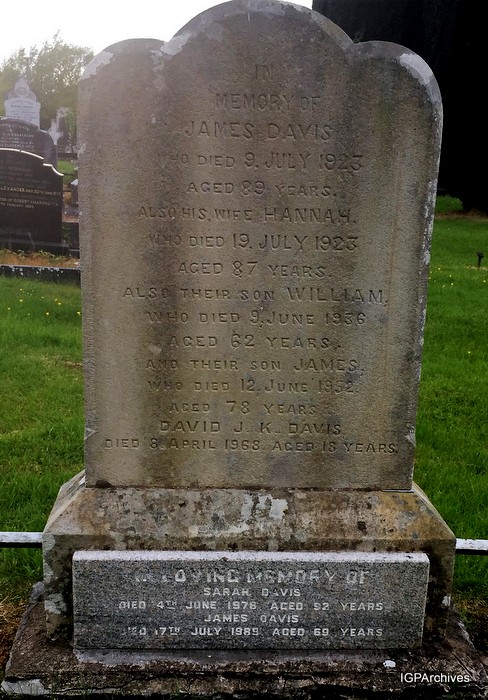 IN
MEMORY OF
JAMES DAVIS
WHO DIED 9. JULY 1923
AGED 89 YEARS.
ALSO HIS, WIFE HANNAH.
WHO DIED 19. JULY 1923
AGED 87 YEARS.
ALSO THEIR SON WILLIAM,
WHO DIED 9. JUNE 1936
AGED 62 YEARS.
AND THEIR SON JAMES,
WHO DIED 12. JUNE 1952.
AGED 78 YEARS.
DAVID J. K. DAVIS.
DIED 8. APRIL 1968. AGED 18 YEARS.
IN LOVING MEMORY OF
SARAH DAVIS
DIED 4TH JUNE 1976 AGED 92 YEARS
JAMES DAVIS
DIED 17TH JULY 1989 AGED 69 YEARS
IGPArchives